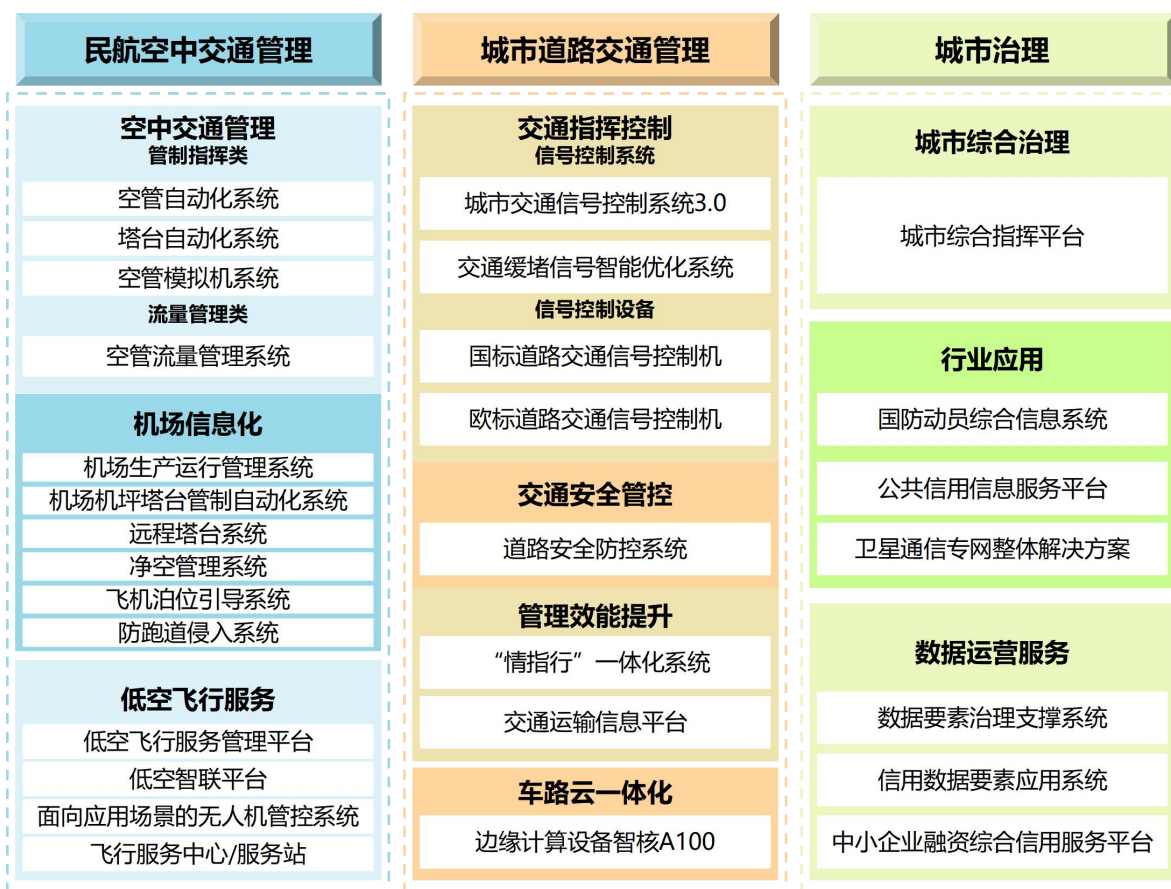 民航空中交通管理
空中交通管理
管制指挥类
空管自动化系统
塔台自动化系统
空管模拟机系统
流量管理类
空管流量管理系统
机场信息化
机场生产运行管理系统
机场机坪塔台管制自动化系统
远程塔台系统
净空管理系统
飞机泊位引导系统
防跑道侵入系统
低空飞行服务
低空飞行服务管理平台
低空智联平台
面向应用场景的无人机管控系统
飞行服务中心/服务站
城市道路交通管理
交通指挥控制
信号控制系统
城市交通信号控制系统3.0
交通缓堵信号智能优化系统
信号控制设备
国标道路交通信号控制机
欧标道路交通信号控制机
交通安全管控
道路安全防控系统
管理效能提升
“情指行”一体化系统
交通运输信息平台
车路云一体化
边缘计算设备智核A100
城市治理
城市综合治理
城市综合指挥平台
行业应用
国防动员综合信息系统
公共信用信息服务平台
卫星通信专网整体解决方案
数据运营服务
数据要素治理支撑系统
信用数据要素应用系统
中小企业融资综合信用服务平台